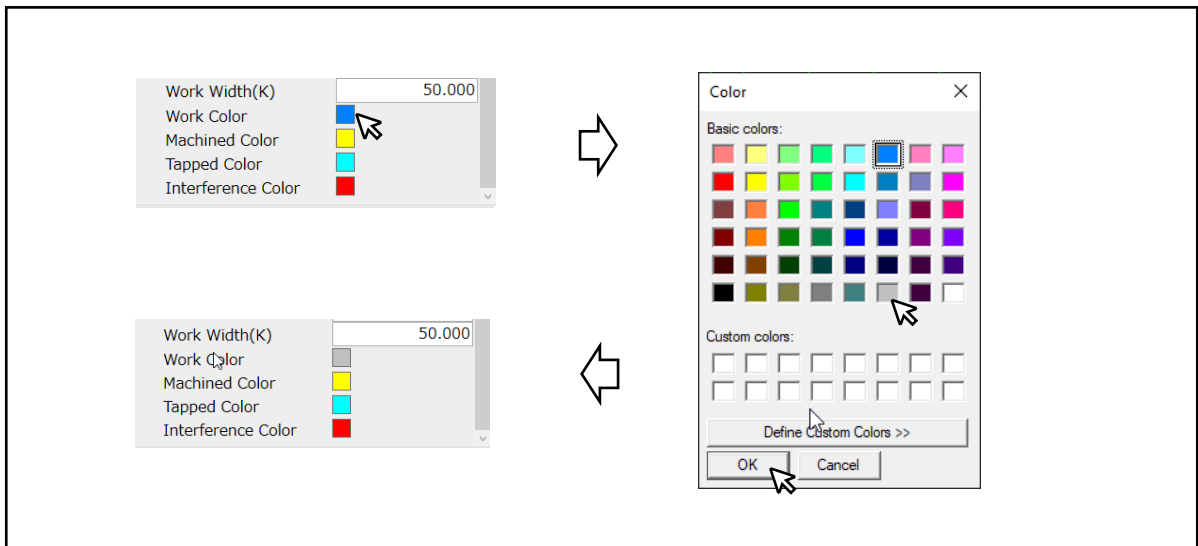 Work Width(K) 50.000
Work Color
Machined Color
Tapped Color
Interference Color
Color
Basic colors:
Custom colors:
Define Custom Colors >>
OK Cancel
Work Width(K) 50.000
Work Color
Machined Color
Tapped Color
Interference Color